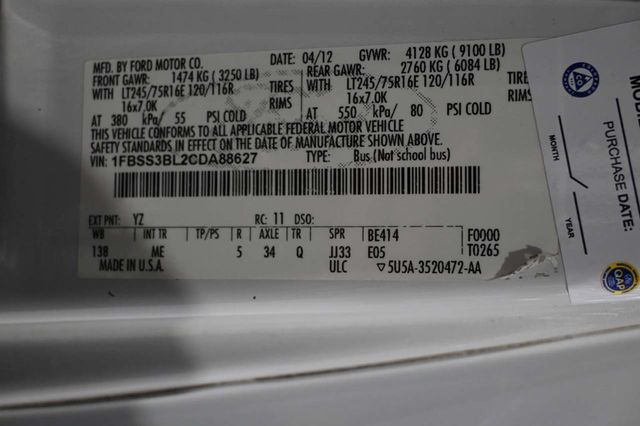 MFD. BY FORD MOTOR CO.
DATE: 04/12 GVWR: 4128 KG ( 9100 LB)
FRONT GAWR: 1474 KG ( 3250 LB) REAR GAWR: 2760 KG ( 6084 LB)
WITH LT245/75R16E 120/116R TIRES WITH LT245/75R16E 120/116R TIRE
16x7.0K RIMS 16x7.0K RIMS
AT 380 kPa/ 55 PSI COLD AT 550 kPa/ 80 PSI COLD
THIS VEHICLE CONFORMS TO ALL APPLICABLE FEDERAL MOTOR VEHICLE
SAFETY STANDARDS IN EFFECT ON THE DATE OF MANUFACTURE SHOWN ABOVE.
VIN: 1FBSS3BL2CDA88627 TYPE: Bus (Not school bus)
EXT PNT: YZ RC: 11 DSO:
WB INT TR TP/PS R AXLE TR SPR BE414 F0000
138 ME 5 34 Q JJ33 E05 T0265
MADE IN U.S.A. ULC ▽5U5A-3520472-AA
PURCHASE DATE:
MONTH
YEAR
QAP